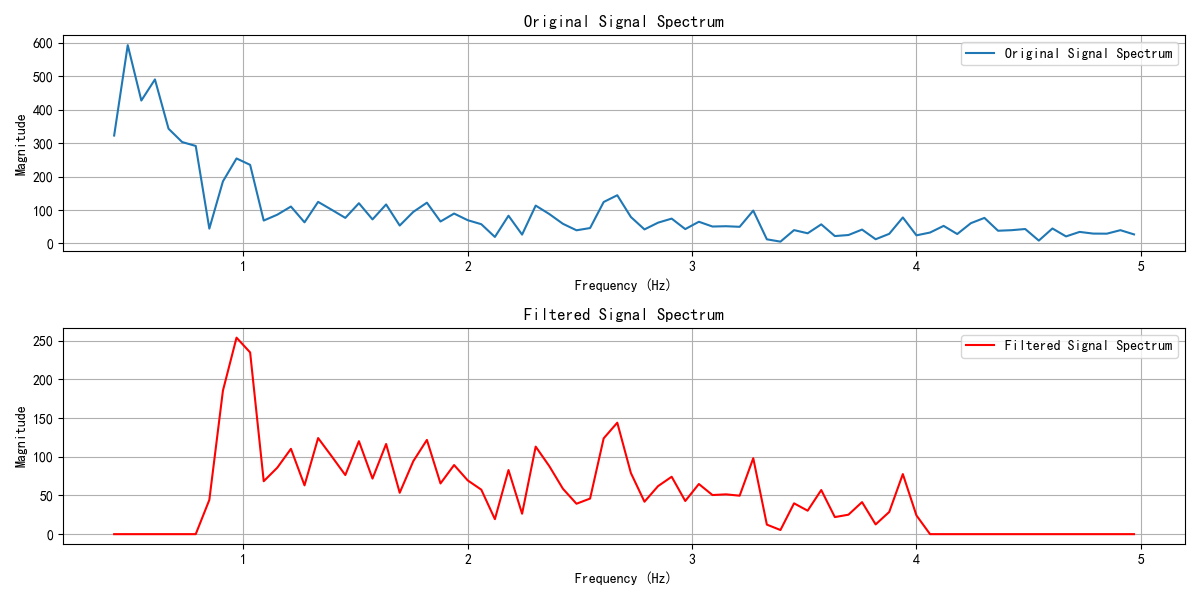 Original Signal Spectrum
Original Signal Spectrum
600
500
400
300
200
100
0
Magnitude
1 2 3 4 5
Frequency (Hz)
Filtered Signal Spectrum
Filtered Signal Spectrum
250
200
150
100
50
0
Magnitude
1 2 3 4 5
Frequency (Hz)